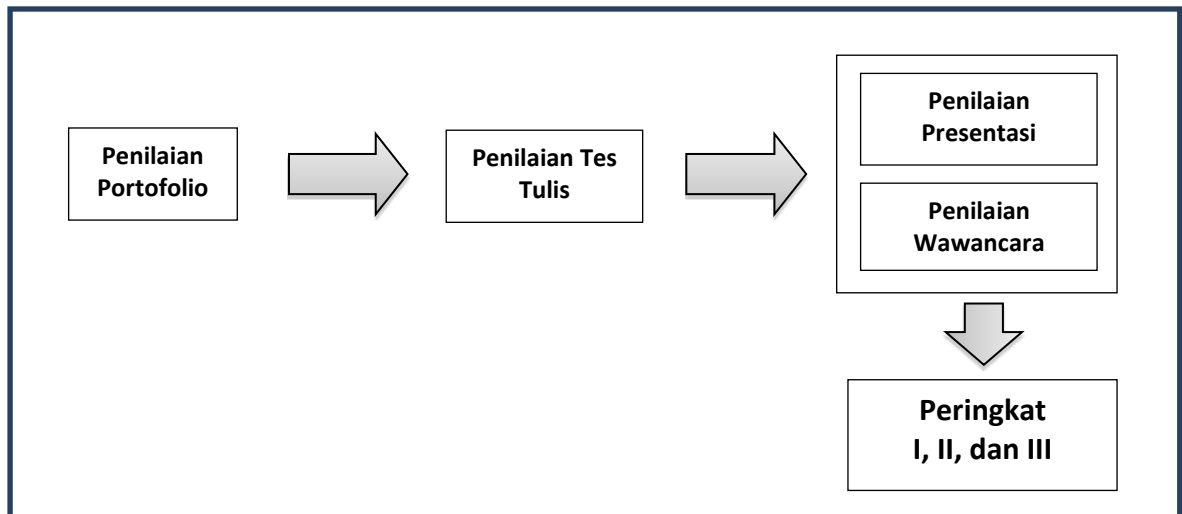 Penilaian
Portofolio
Penilaian Tes
Tulis
Penilaian
Presentasi
Penilaian
Wawancara
Peringkat
I, II, dan III